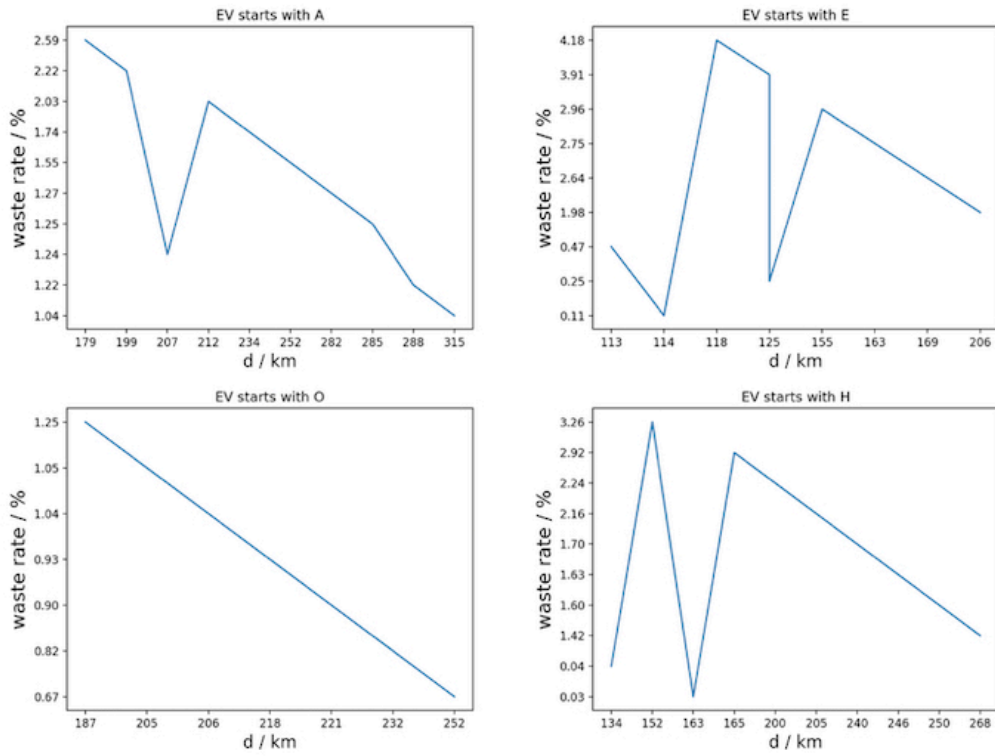 EV starts with A
waste rate / %
2.59
2.22
2.03
1.74
1.55
1.27
1.25
1.24
1.22
1.04
179 199 207 212 234 252 282 285 288 315
d / km
EV starts with E
waste rate / %
4.18
3.91
2.96
2.75
2.64
1.98
0.47
0.25
0.11
113 114 118 125 155 163 169 206
d / km
EV starts with O
waste rate / %
1.25
1.05
1.04
0.93
0.90
0.82
0.67
187 205 206 218 221 232 252
d / km
EV starts with H
waste rate / %
3.26
2.92
2.24
2.16
1.70
1.63
1.60
1.42
0.04
0.03
134 152 163 165 200 205 240 246 250 268
d / km